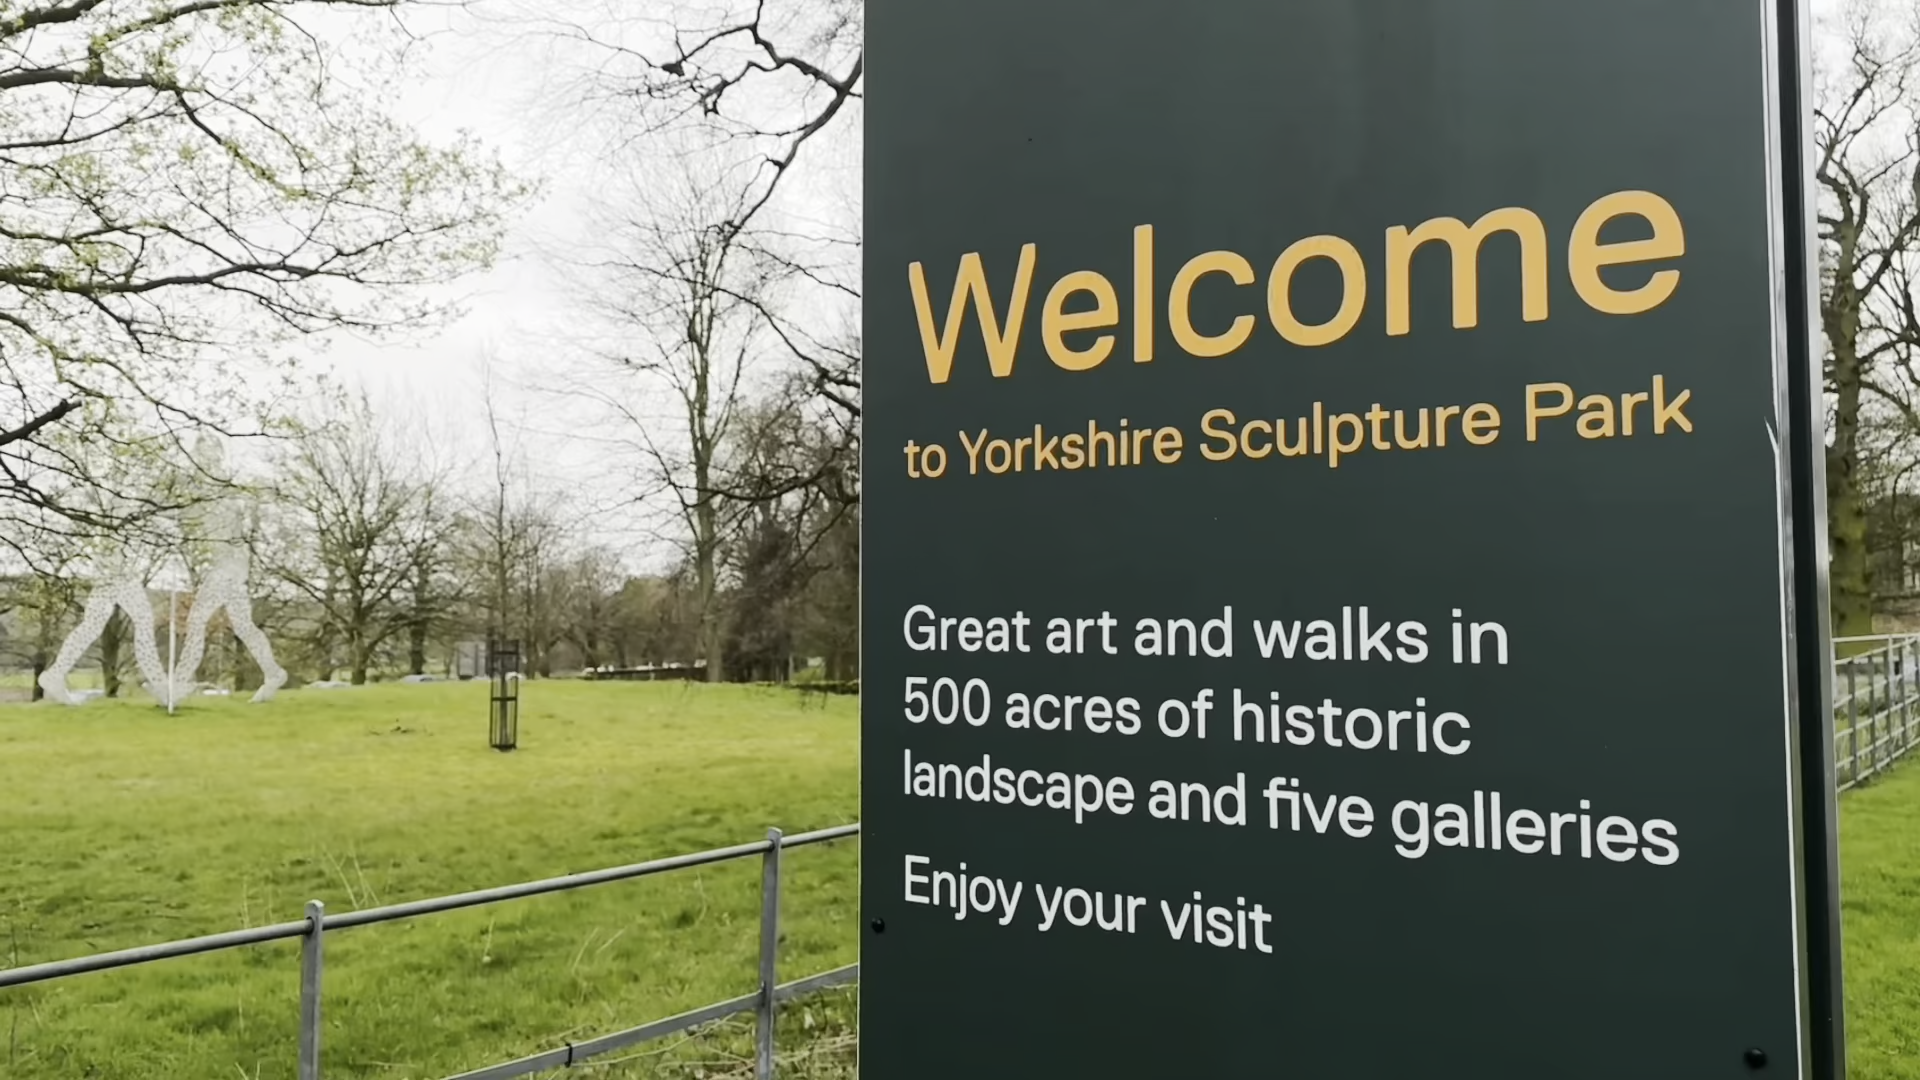 Welcome
to Yorkshire Sculpture Park
Great art and walks in
500 acres of historic
landscape and five galleries
Enjoy your visit